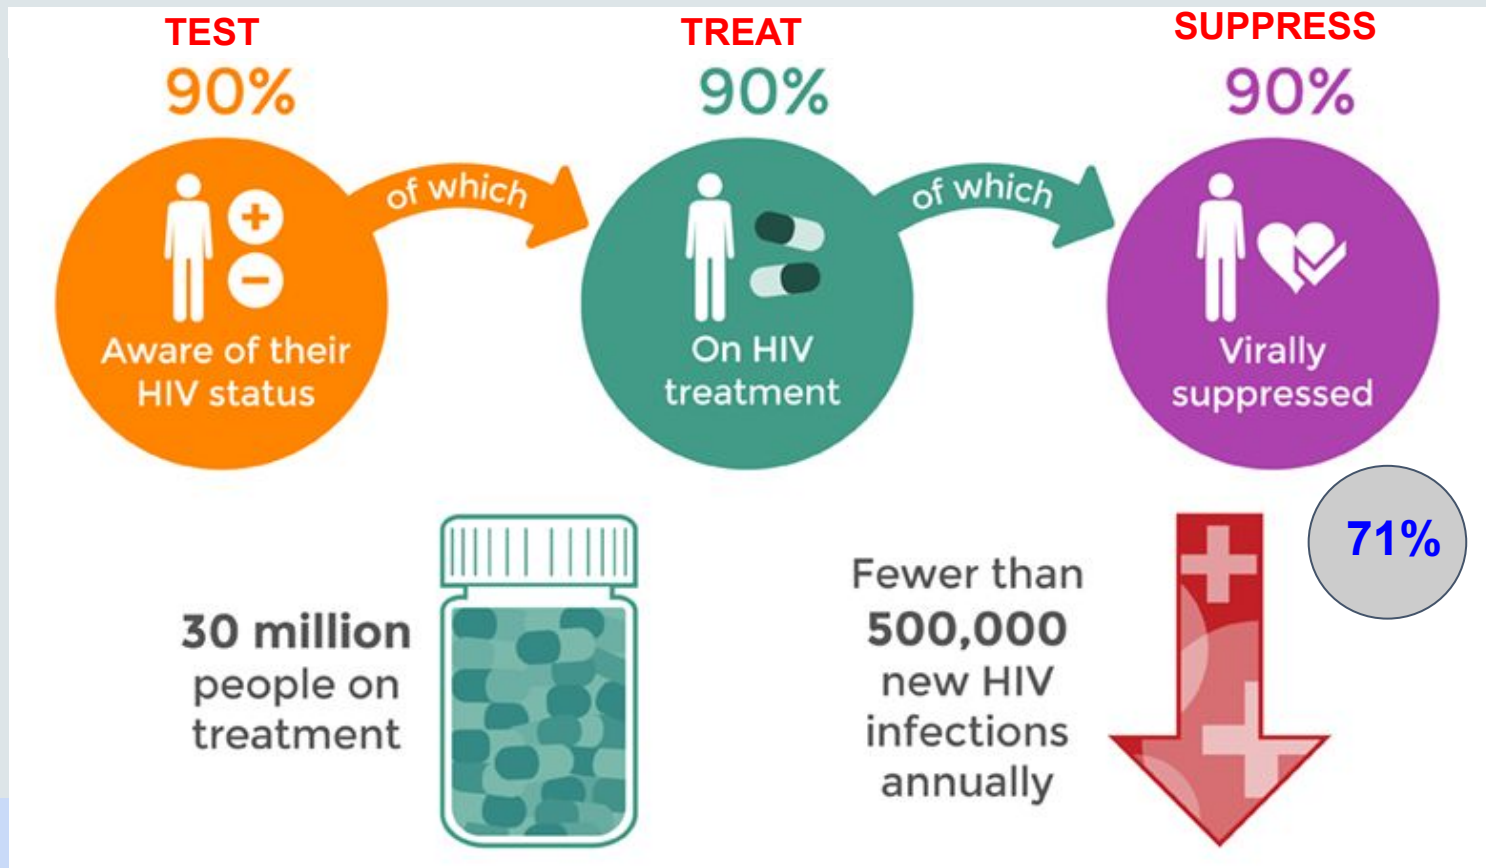 TEST
90%
Aware of their
HIV status
of which
TREAT
90%
On HIV
treatment
of which
SUPPRESS
90%
Virally
suppressed
71%
30 million
people on
treatment
Fewer than
500,000
new HIV
infections
annually